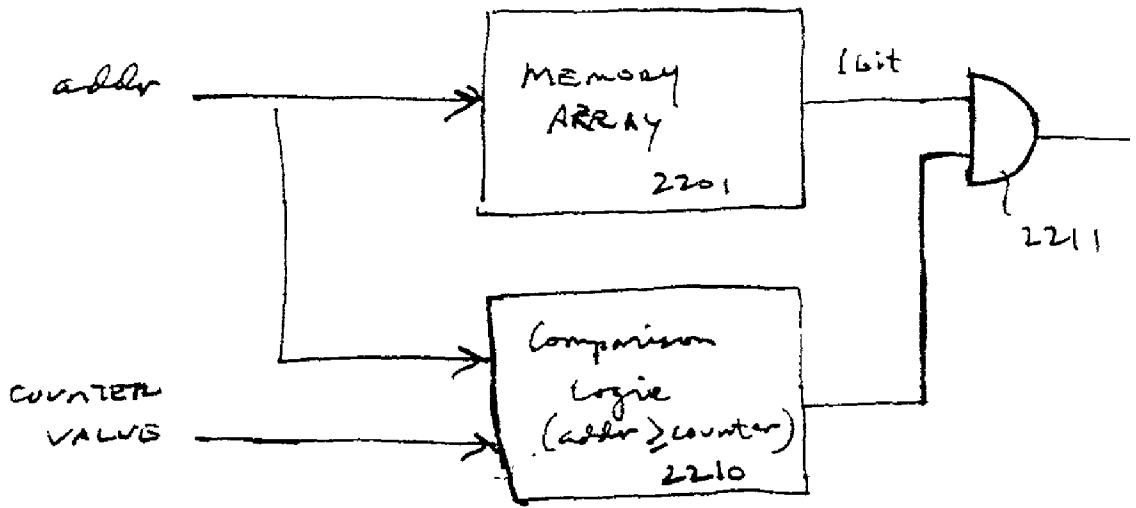 addr
MEMORY
ARRAY
2201
1 bit
2211
Comparison
Logic
(addr ≥ counter)
2210
COUNTER
VALUE